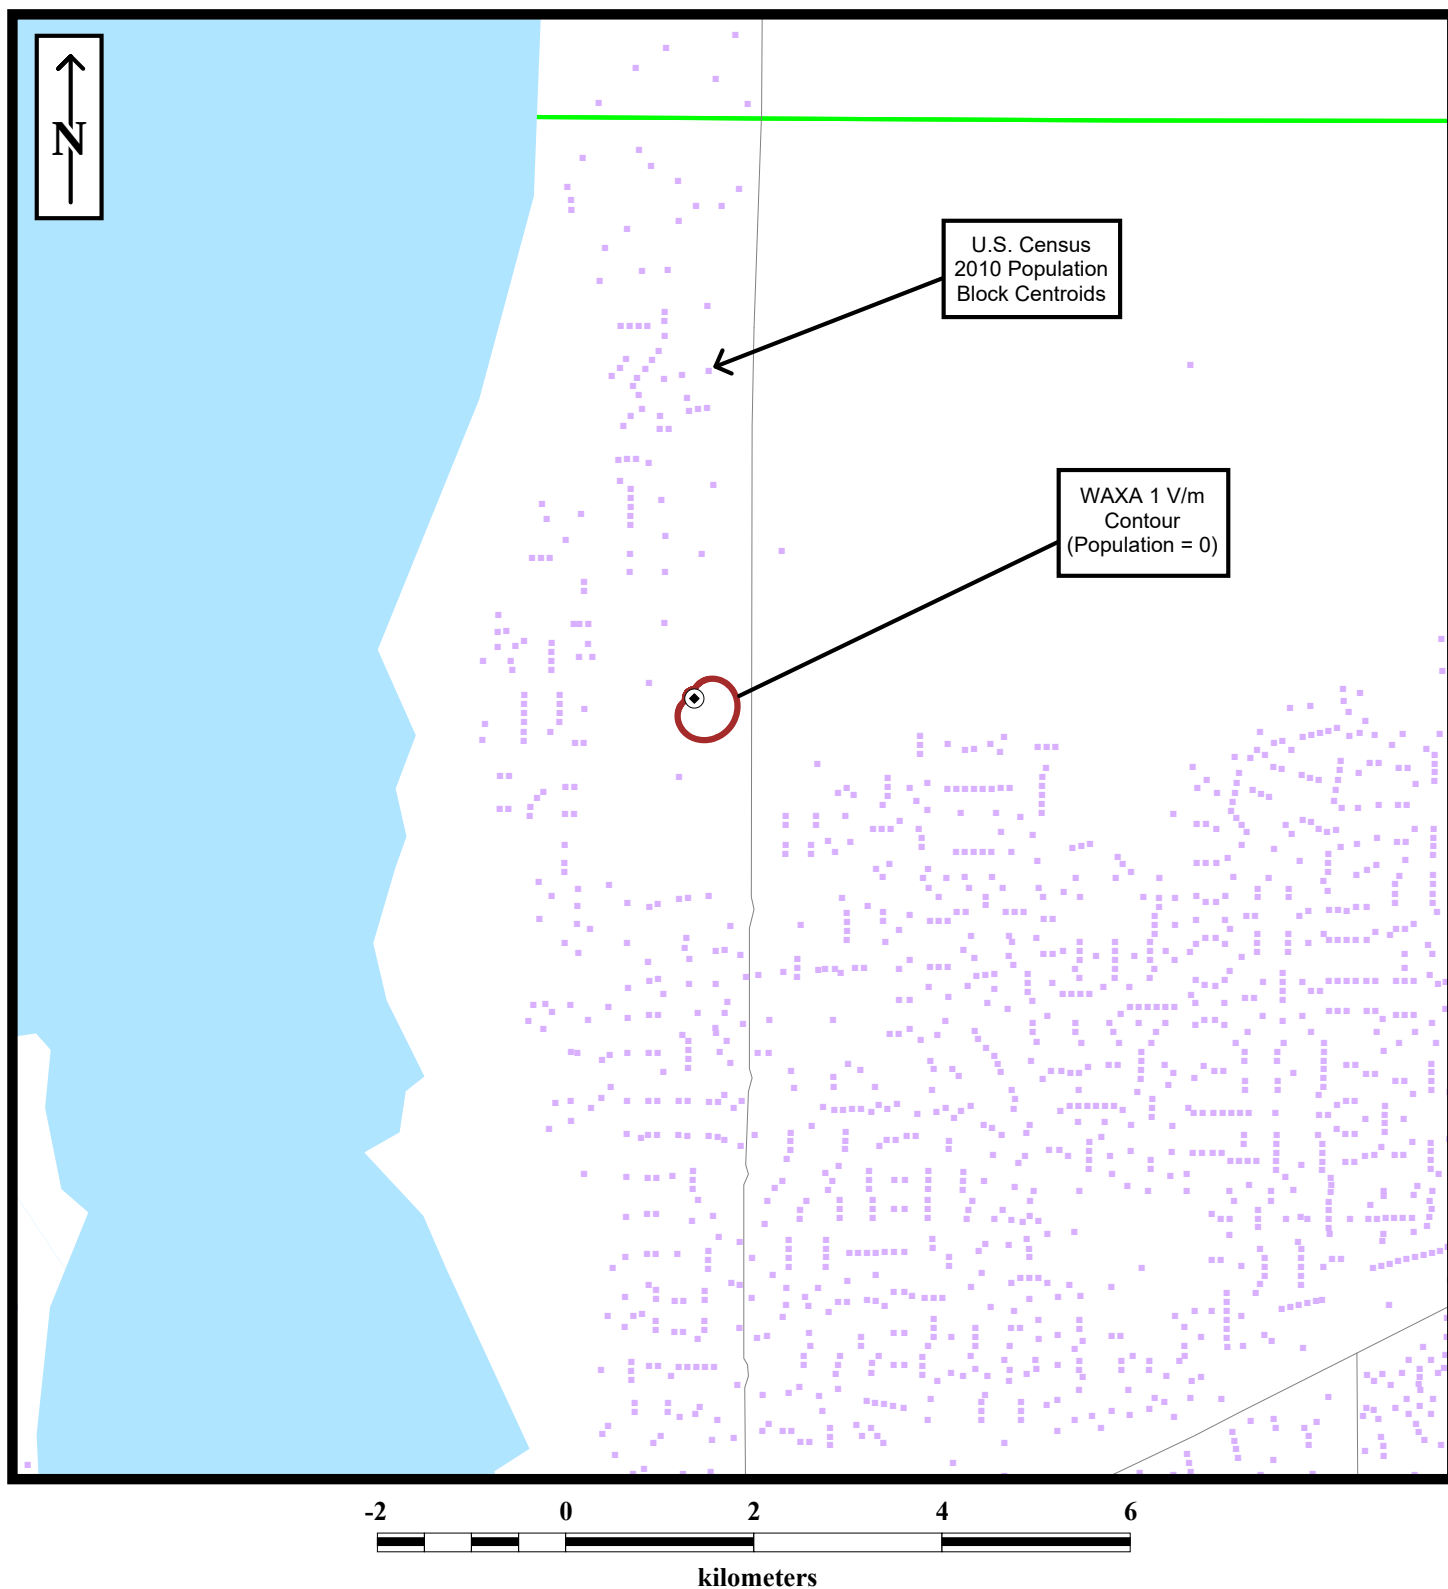 N
U.S. Census
2010 Population
Block Centroids
WAXA 1 V/m
Contour
(Population = 0)
-2 0 2 4 6
kilometers